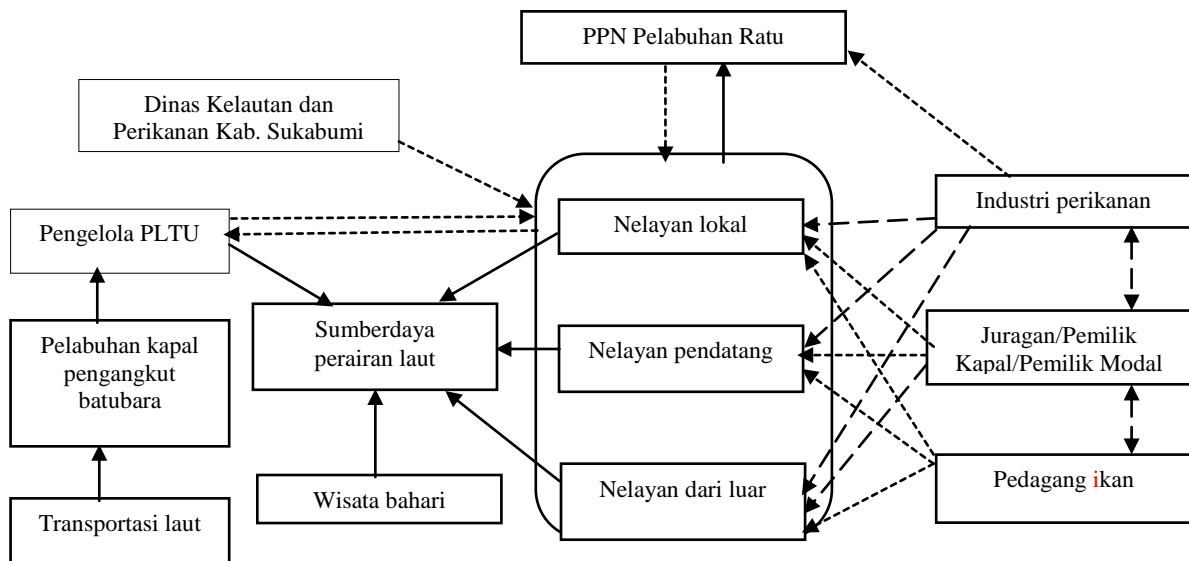 PPN Pelabuhan Ratu
Dinas Kelautan dan
Perikanan Kab. Sukabumi
Pengelola PLTU
Nelayan lokal
Industri perikanan
Pelabuhan kapal
pengangkut
batubara
Sumberdaya
perairan laut
Nelayan pendatang
Juragan/Pemilik
Kapal/Pemilik Modal
Transportasi laut
Wisata bahari
Nelayan dari luar
Pedagang ikan